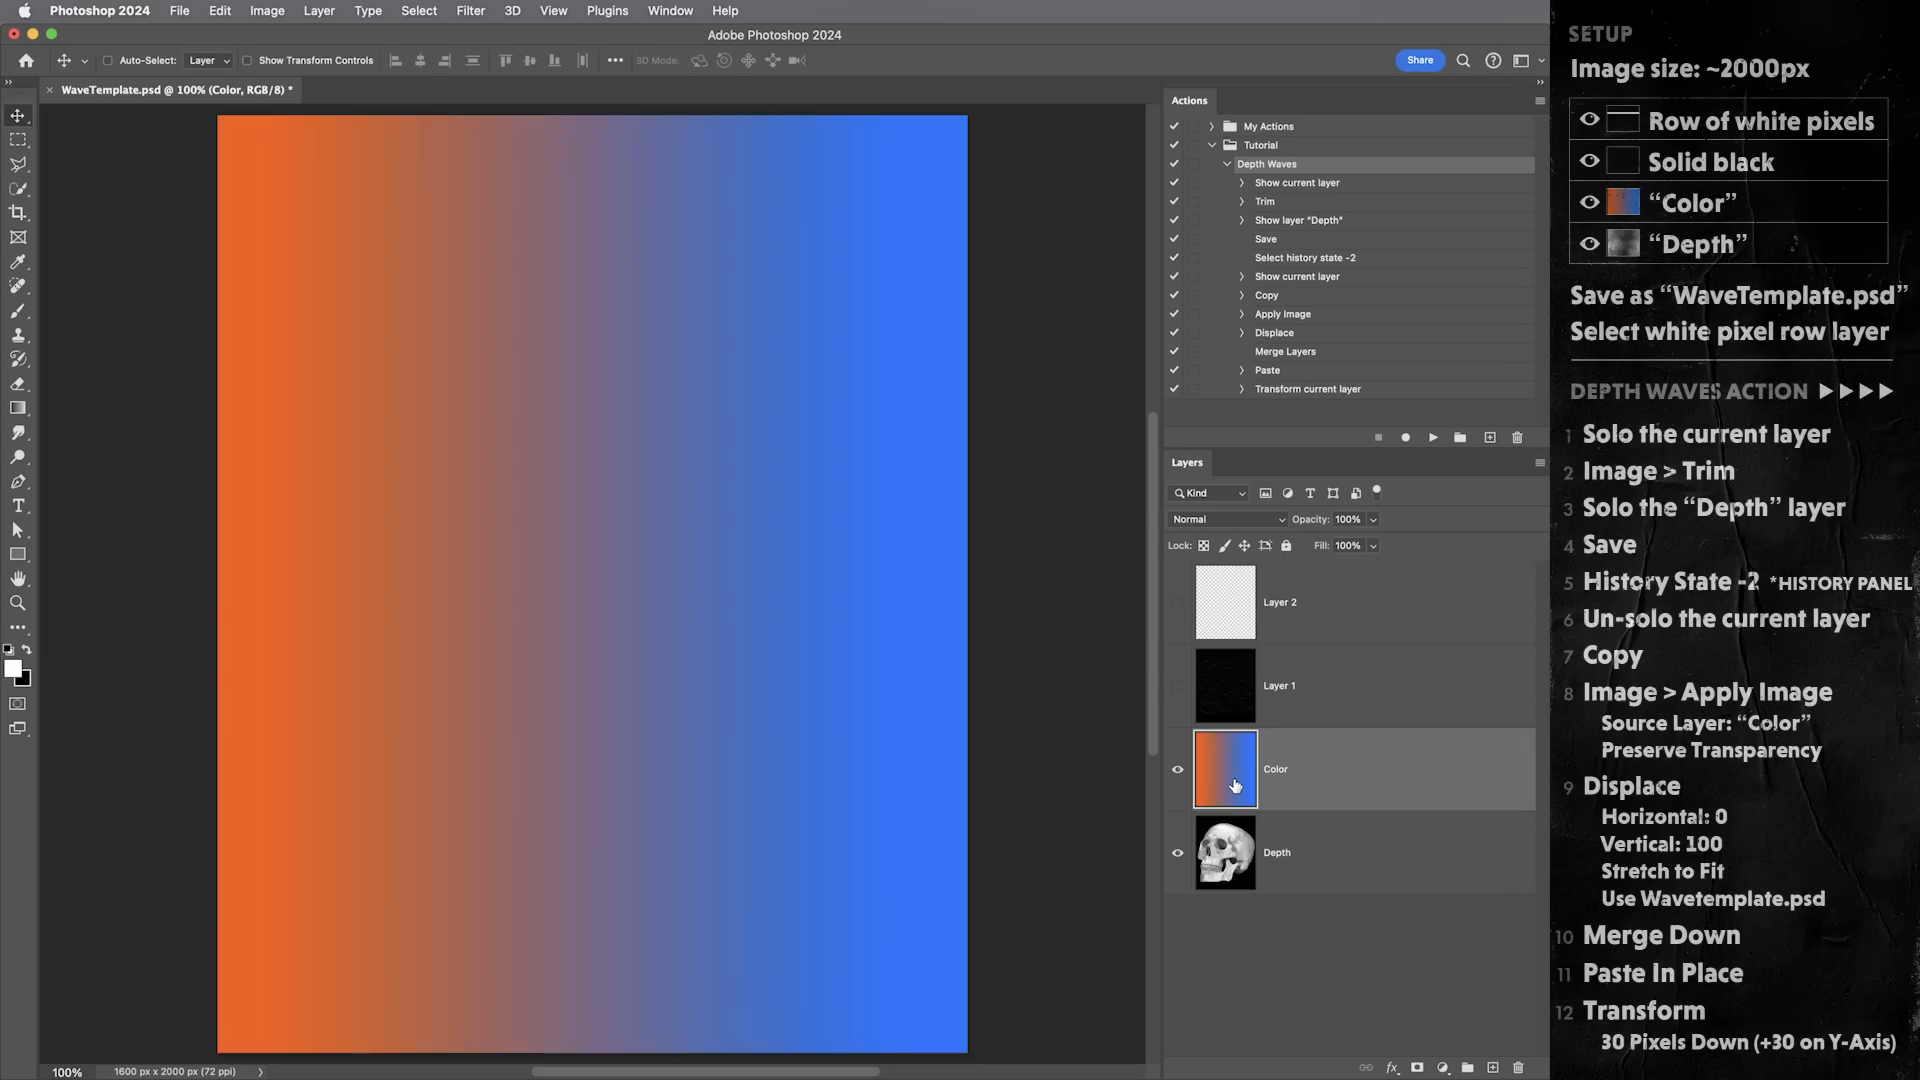 Photoshop 2024 File Edit Image Layer Type Select Filter 3D View Plugins Window Help
Adobe Photoshop 2024
Auto-Select: Layer Show Transform Controls 3D Mode: Share
WaveTemplate.psd @ 100% (Color, RGB/8) *
Actions
My Actions
Tutorial
Depth Waves
Show current layer
Trim
Show layer "Depth"
Save
Select history state -2
Show current layer
Copy
Apply Image
Displace
Merge Layers
Paste
Transform current layer
Layers
Kind
Normal Opacity: 100%
Lock: Fill: 100%
Layer 2
Layer 1
Color
Depth
100% 1600 px x 2000 px (72 ppi)
SETUP
Image size: ~2000px
Row of white pixels
Solid black
“Color”
“Depth”
Save as “WaveTemplate.psd”
Select white pixel row layer
DEPTH WAVES ACTION
1 Solo the current layer
2 Image > Trim
3 Solo the “Depth” layer
4 Save
5 History State -2 *HISTORY PANEL
6 Un-solo the current layer
7 Copy
8 Image > Apply Image
Source Layer: “Color”
Preserve Transparency
9 Displace
Horizontal: 0
Vertical: 100
Stretch to Fit
Use Wavetemplate.psd
10 Merge Down
11 Paste In Place
12 Transform
30 Pixels Down (+30 on Y-Axis)